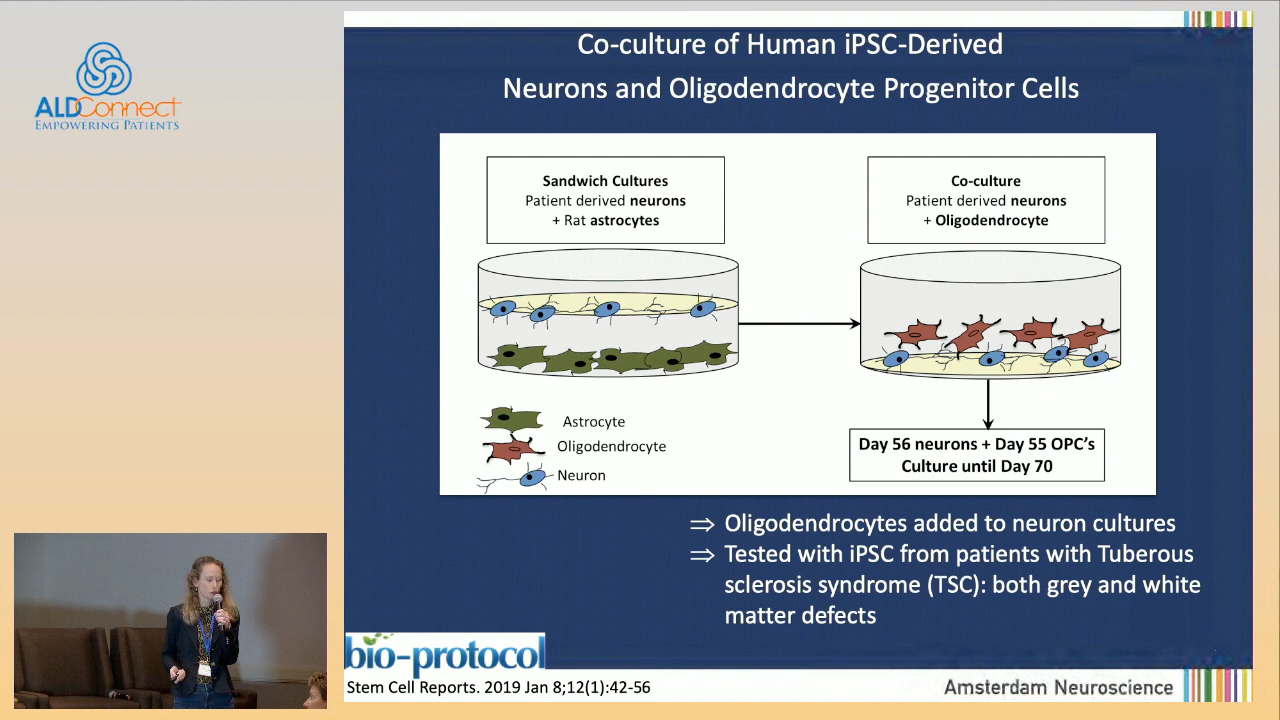 ALDConnect
EMPOWERING PATIENTS
Co-culture of Human iPSC-Derived
Neurons and Oligodendrocyte Progenitor Cells
Sandwich Cultures
Patient derived neurons
+ Rat astrocytes
Co-culture
Patient derived neurons
+ Oligodendrocyte
Astrocyte
Oligodendrocyte
Neuron
Day 56 neurons + Day 55 OPC's
Culture until Day 70
⇒ Oligodendrocytes added to neuron cultures
⇒ Tested with iPSC from patients with Tuberous
sclerosis syndrome (TSC): both grey and white
matter defects
bio-protocol
Stem Cell Reports. 2019 Jan 8;12(1):42-56
Amsterdam Neuroscience